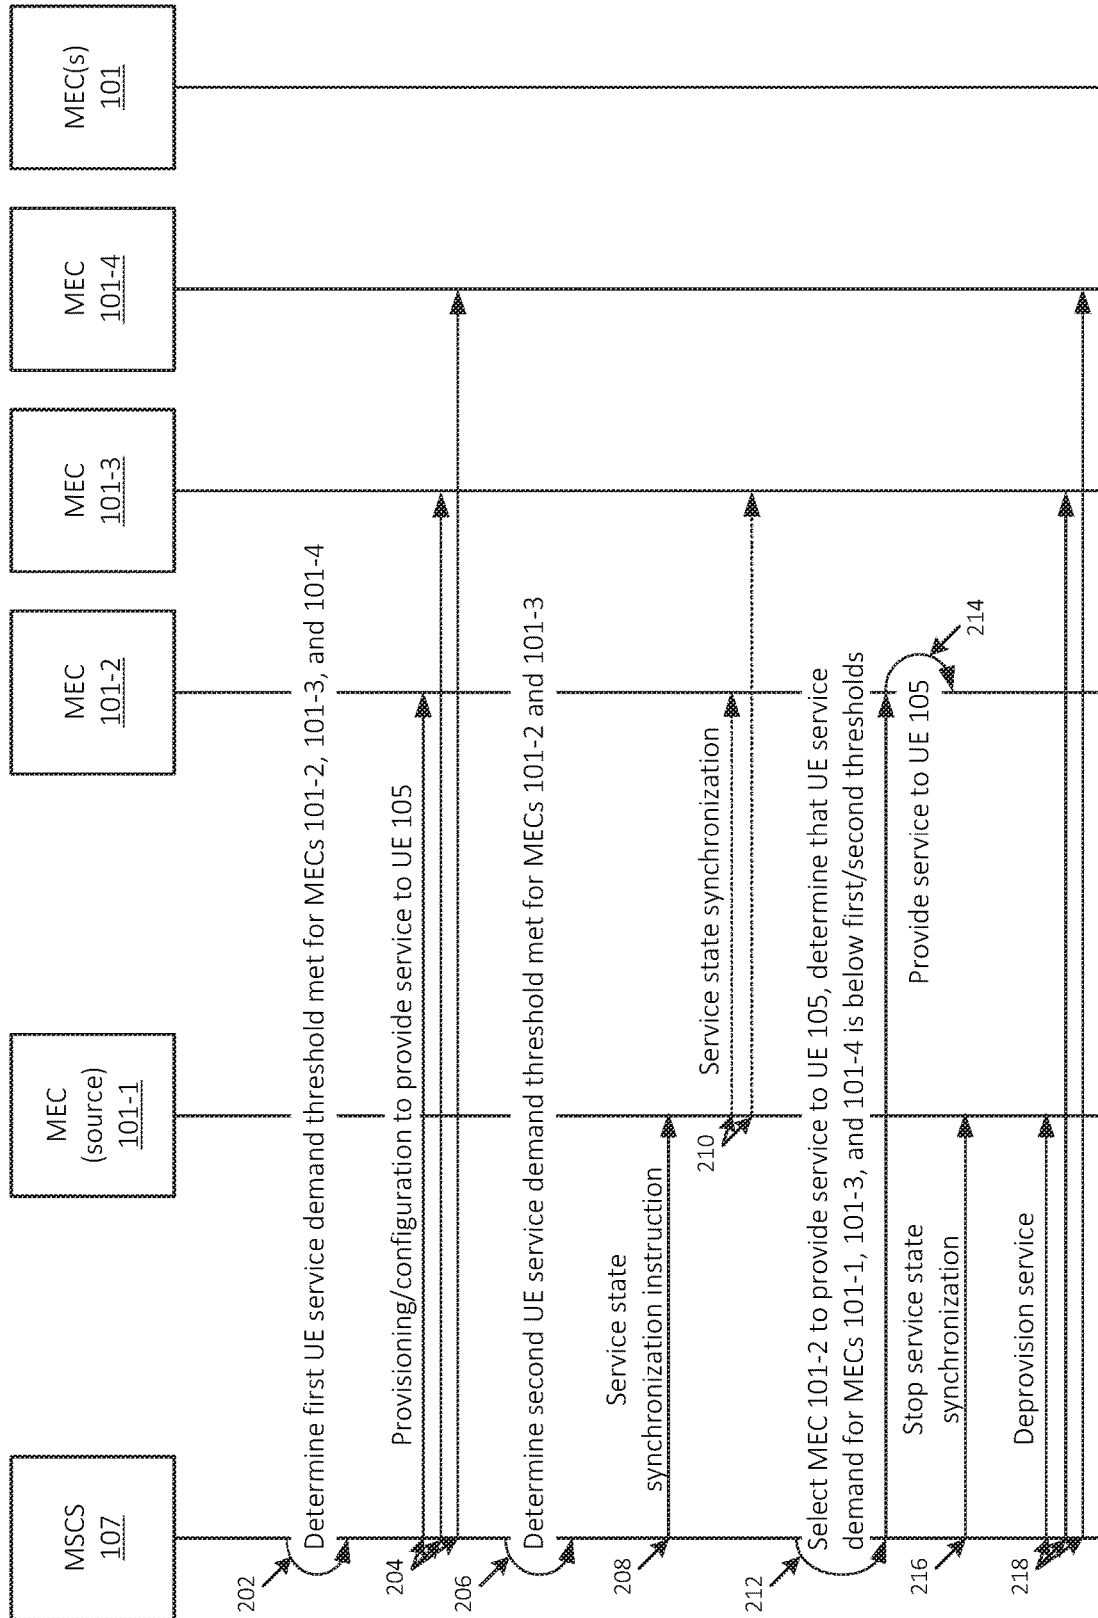 MSCS
107
MEC
(source)
101-1
MEC
101-2
MEC
101-3
MEC
101-4
MEC(s)
101
202
Determine first UE service demand threshold met for MECs 101-2, 101-3, and 101-4
204
Provisioning/configuration to provide service to UE 105
206
Determine second UE service demand threshold met for MECs 101-2 and 101-3
208
Service state
synchronization instruction
210
Service state synchronization
212
Select MEC 101-2 to provide service to UE 105, determine that UE service
demand for MECs 101-1, 101-3, and 101-4 is below first/second thresholds
Provide service to UE 105
214
216
Stop service state
synchronization
218
Deprovision service